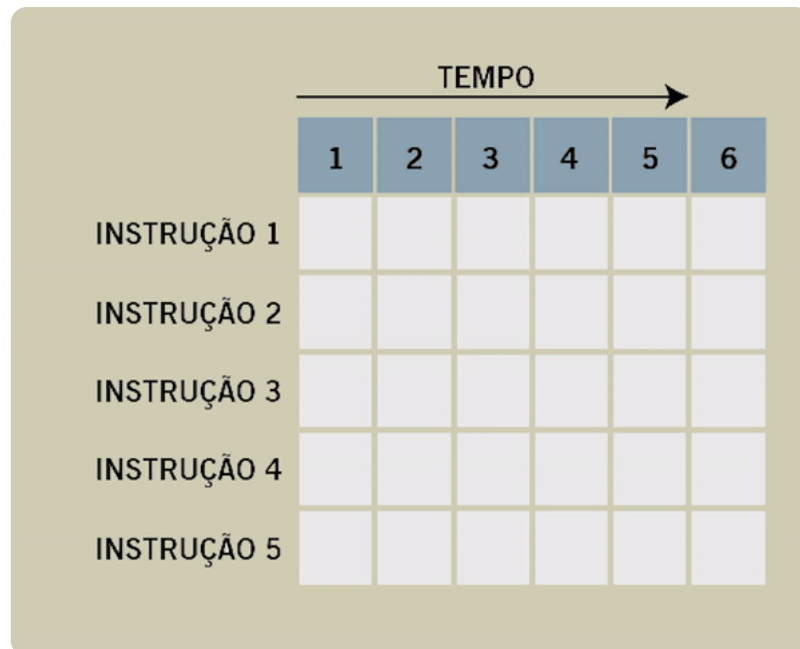 TEMPO
1 2 3 4 5 6
INSTRUÇÃO 1
INSTRUÇÃO 2
INSTRUÇÃO 3
INSTRUÇÃO 4
INSTRUÇÃO 5